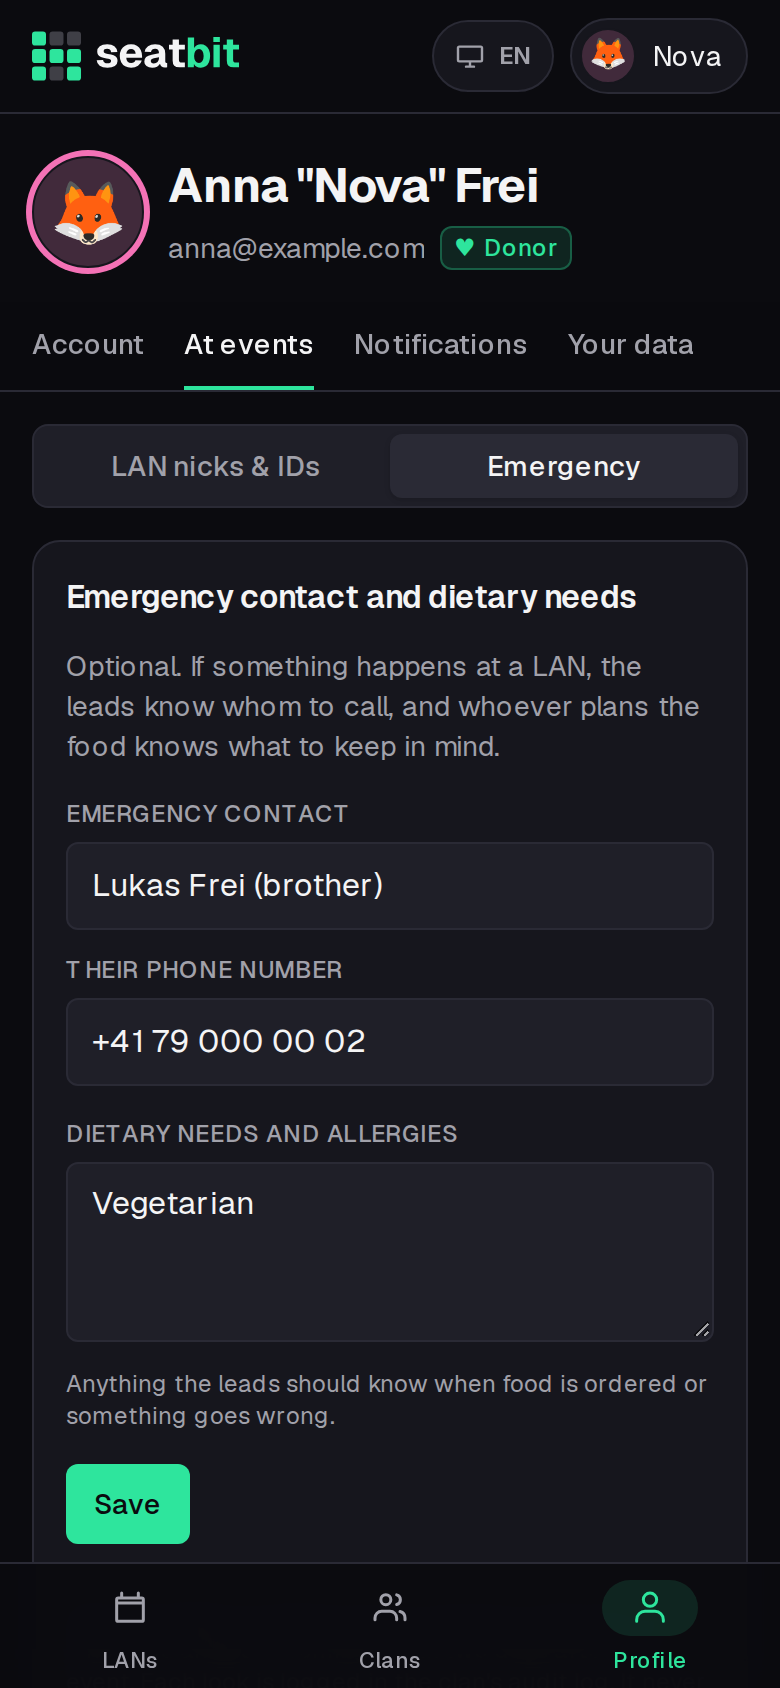 seatbit
EN
Nova
Anna "Nova" Frei
anna@example.com
♥ Donor
Account
At events
Notifications
Your data
LAN nicks & IDs
Emergency
Emergency contact and dietary needs
Optional. If something happens at a LAN, the
leads know whom to call, and whoever plans the
food knows what to keep in mind.
EMERGENCY CONTACT
Lukas Frei (brother)
THEIR PHONE NUMBER
+41 79 000 00 02
DIETARY NEEDS AND ALLERGIES
Vegetarian
Anything the leads should know when food is ordered or
something goes wrong.
Save
LANs
Clans
Profile